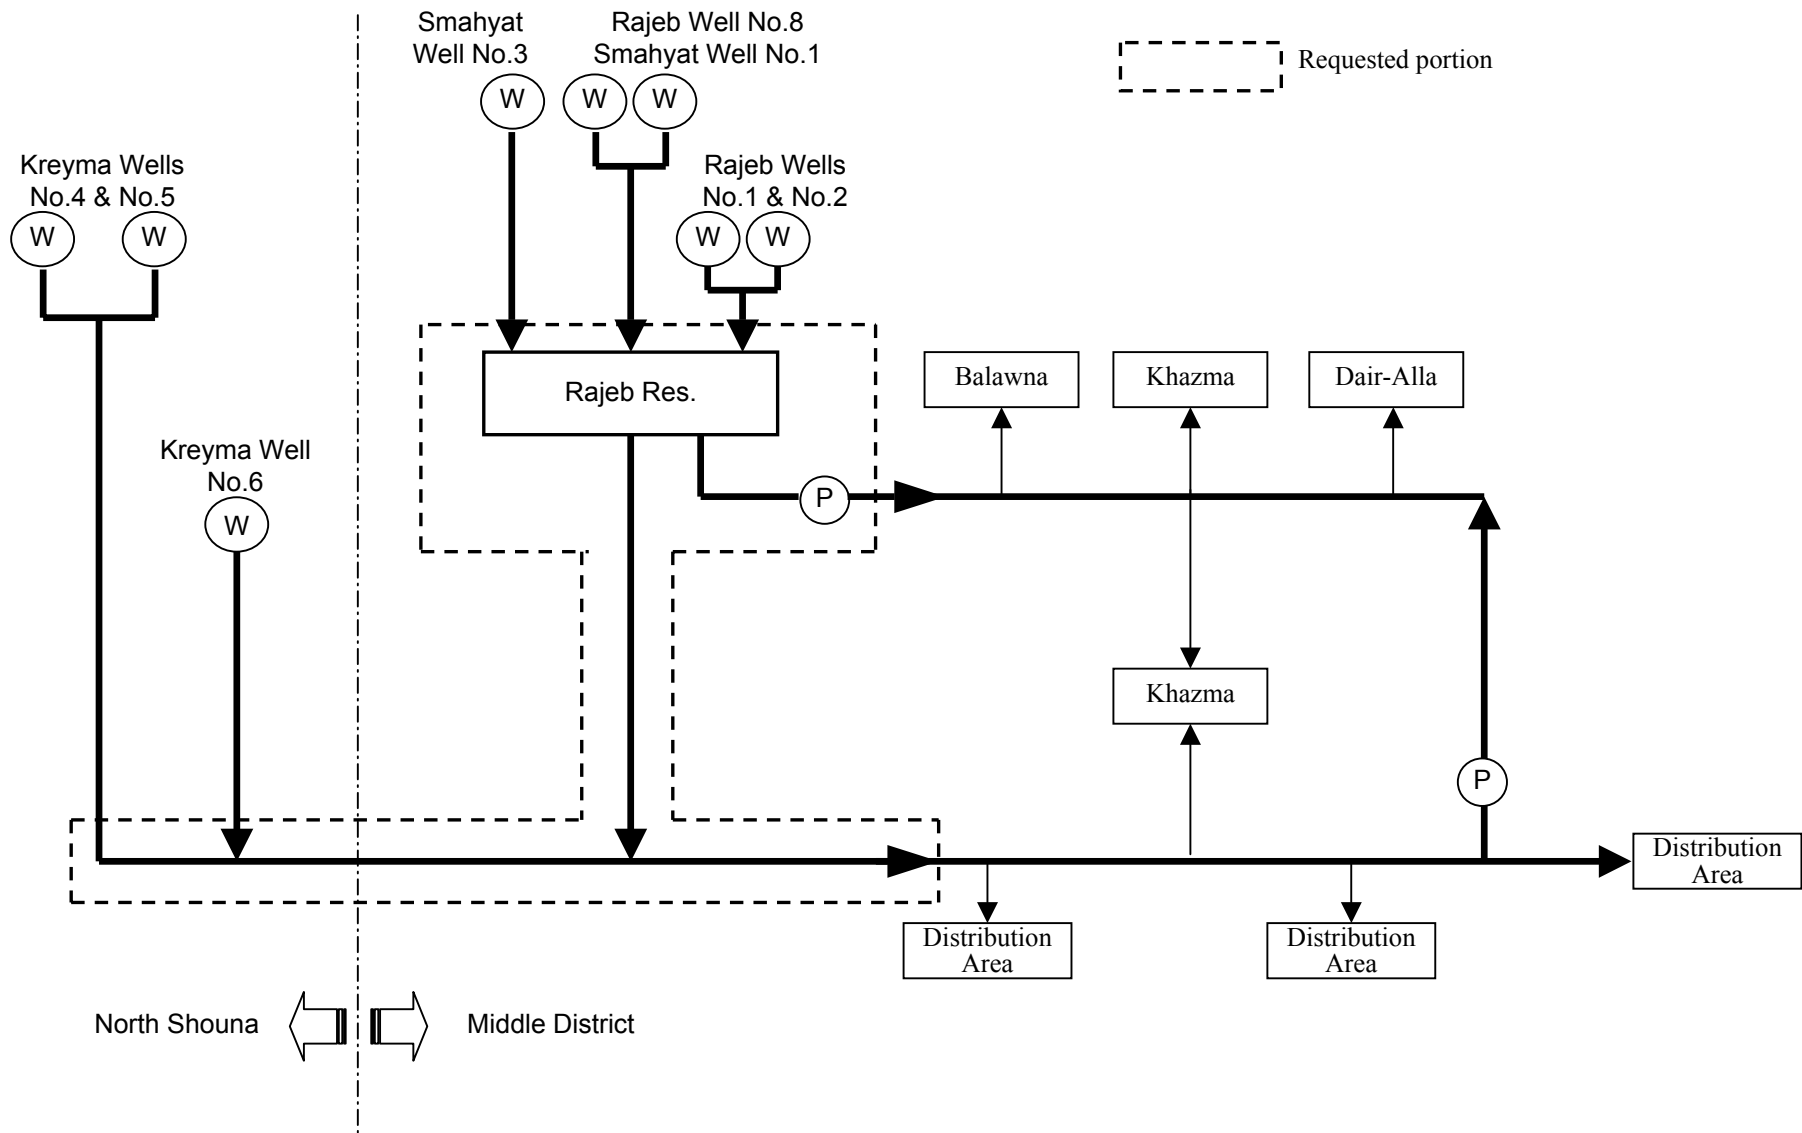 Smahyat
Well No.3
Rajeb Well No.8
Smahyat Well No.1
Requested portion
W
W
W
Kreyma Wells
No.4 & No.5
Rajeb Wells
No.1 & No.2
W
W
W
W
Rajeb Res.
Balawna
Khazma
Dair-Alla
Kreyma Well
No.6
W
P
Khazma
P
Distribution
Area
Distribution
Area
Distribution
Area
North Shouna
Middle District